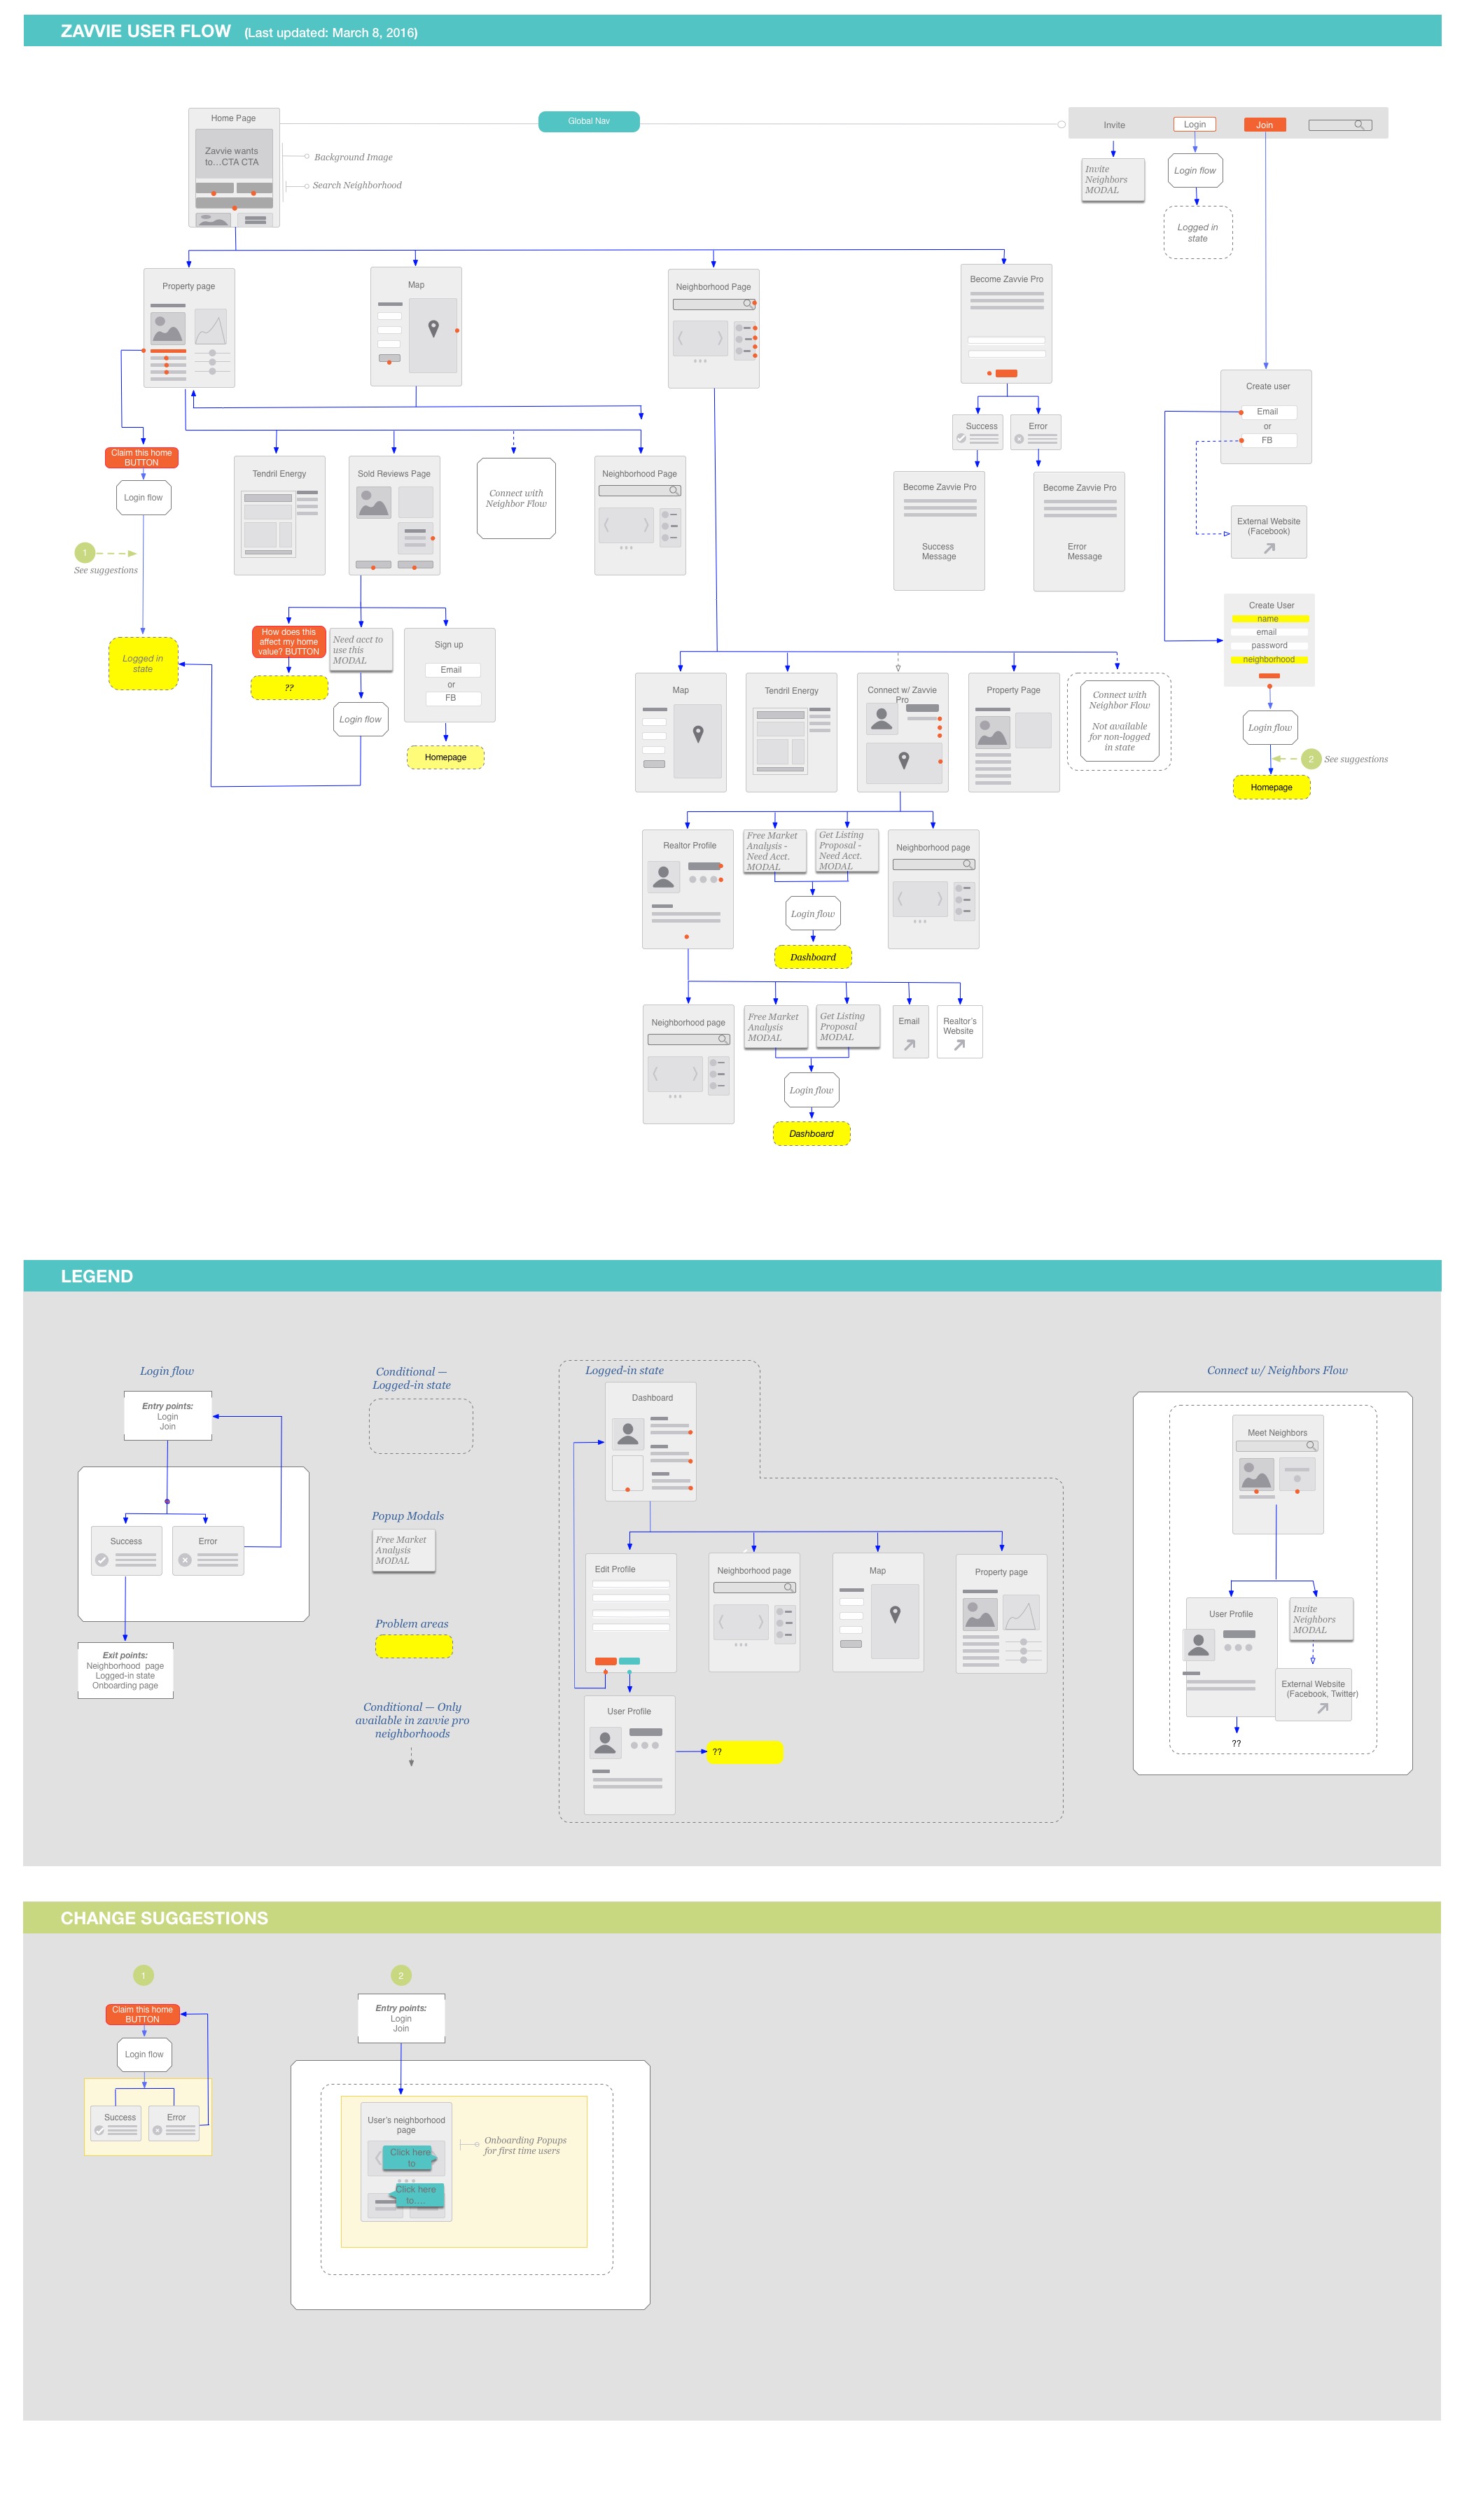 ZAVVIE USER FLOW (Last updated: March 8, 2016)
Home Page
Zavvie wants
to...CTA CTA
Background Image
Search Neighborhood
Global Nav
Invite
Login
Join
Invite
Neighbors
MODAL
Login flow
Logged in
state
Property page
Map
Neighborhood Page
Become Zavvie Pro
Create user
Email
or
FB
Success
Error
Claim this home
BUTTON
Login flow
Tendril Energy
Sold Reviews Page
Connect with
Neighbor Flow
Neighborhood Page
Become Zavvie Pro
Success
Message
Become Zavvie Pro
Error
Message
External Website
(Facebook)
1
See suggestions
Logged in
state
How does this
affect my home
value? BUTTON
??
Need acct to
use this
MODAL
Login flow
Sign up
Email
or
FB
Homepage
Create User
name
email
password
neighborhood
Login flow
2
See suggestions
Homepage
Map
Tendril Energy
Connect w/ Zavvie
Pro
Property Page
Connect with
Neighbor Flow
Not available
for non-logged
in state
Realtor Profile
Free Market
Analysis -
Need Acct.
MODAL
Get Listing
Proposal -
Need Acct.
MODAL
Neighborhood page
Login flow
Dashboard
Neighborhood page
Free Market
Analysis
MODAL
Get Listing
Proposal
MODAL
Email
Realtor's
Website
Login flow
Dashboard
LEGEND
Login flow
Entry points:
Login
Join
Success
Error
Exit points:
Neighborhood page
Logged-in state
Onboarding page
Conditional —
Logged-in state
Popup Modals
Free Market
Analysis
MODAL
Problem areas
Conditional — Only
available in zavvie pro
neighborhoods
Logged-in state
Dashboard
Edit Profile
Neighborhood page
Map
Property page
User Profile
??
Connect w/ Neighbors Flow
Meet Neighbors
User Profile
Invite
Neighbors
MODAL
External Website
(Facebook, Twitter)
??
CHANGE SUGGESTIONS
1
Claim this home
BUTTON
Login flow
Success
Error
2
Entry points:
Login
Join
User's neighborhood
page
Click here
to
Click here
to....
Onboarding Popups
for first time users